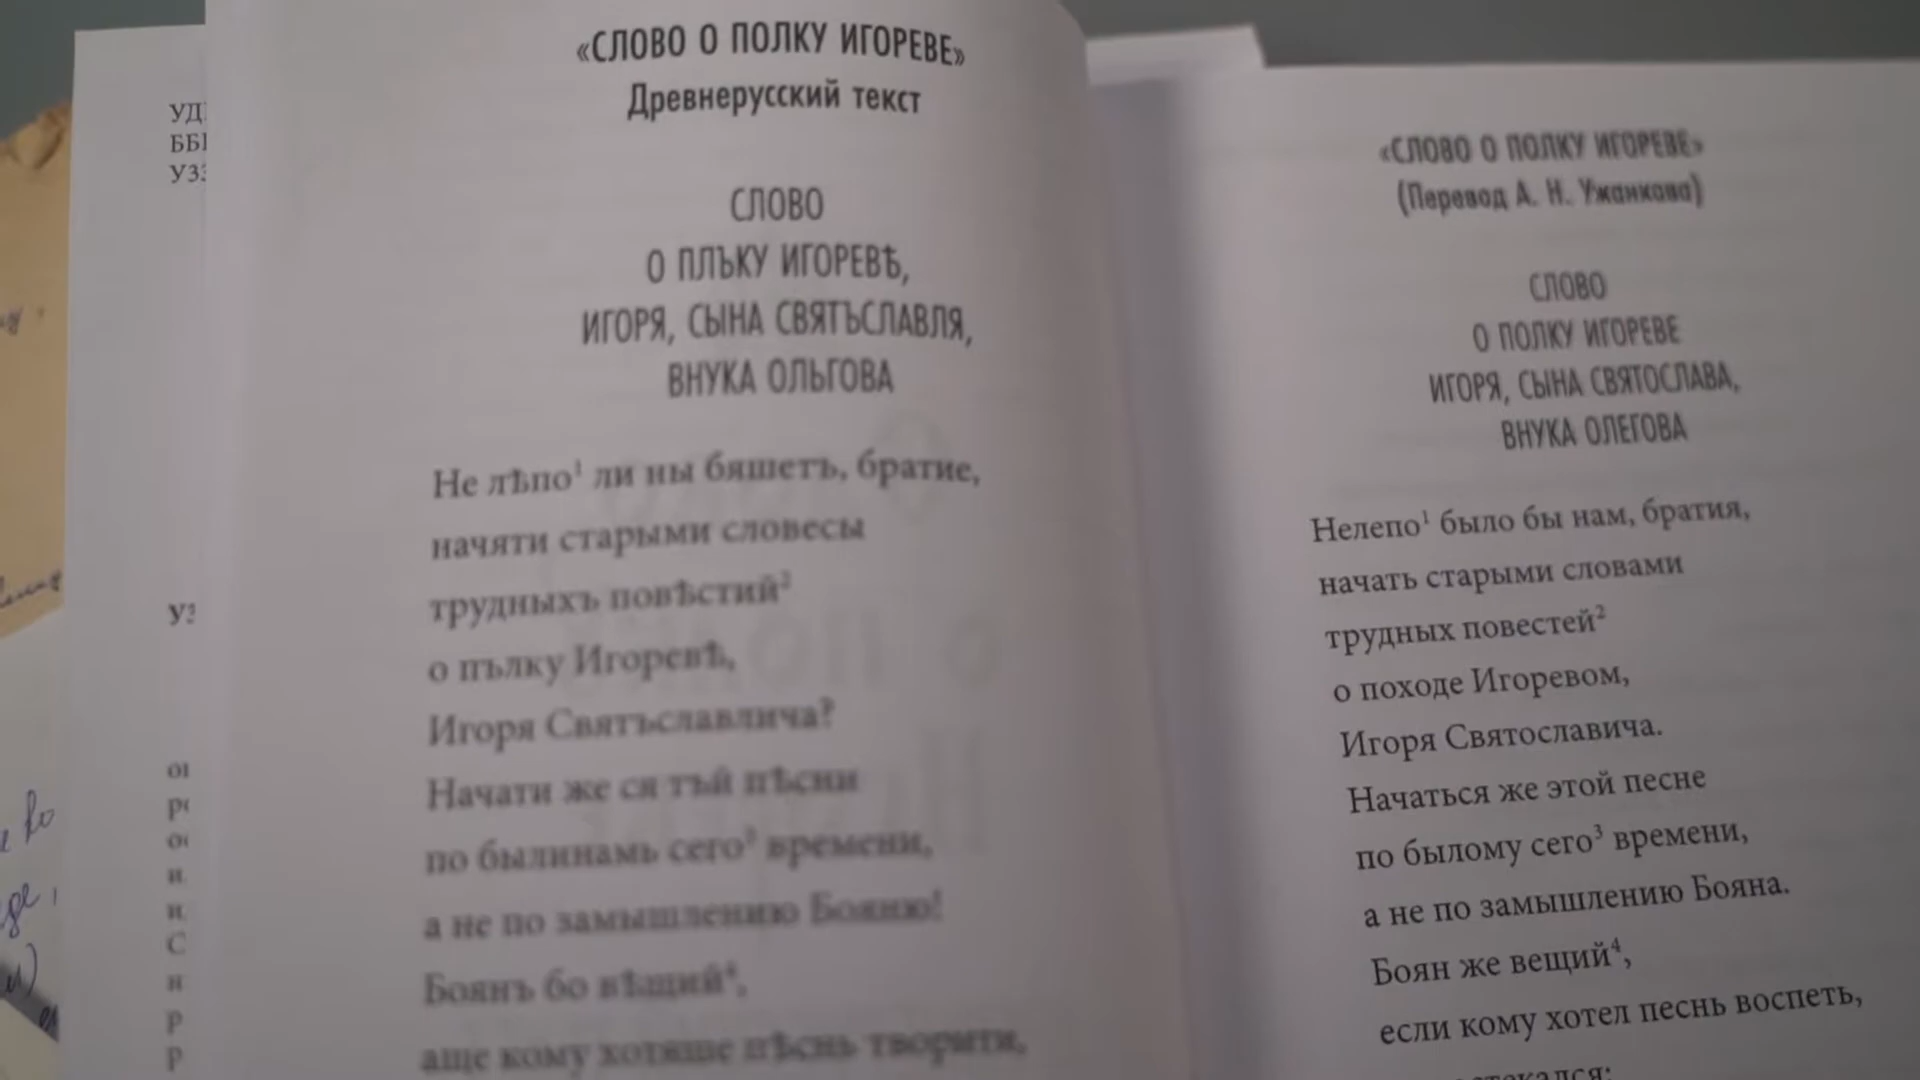 «СЛОВО О ПОЛКУ ИГОРЕВЕ»
Древнерусский текст
СЛОВО
О ПЛЪКУ ИГОРЕВѢ,
ИГОРЯ, СЫНА СВЯТЪСЛАВЛЯ,
ВНУКА ОЛЬГОВА
Не лѣпо¹ ли ны бяшетъ, братие,
начяти старыми словесы
трудныхъ повѣстий²
о пълку Игоревѣ,
Игоря Святъславлича?
Начати же ся тъй пѣсни
по былинамь сего³ времени,
а не по замышлению Бояню!
Боянъ бо вѣщий⁴,
аще кому хотяше пѣснь творити,
«СЛОВО О ПОЛКУ ИГОРЕВЕ»
(Перевод А. Н. Ужанкова)
СЛОВО
О ПОЛКУ ИГОРЕВЕ
ИГОРЯ, СЫНА СВЯТОСЛАВА,
ВНУКА ОЛЕГОВА
Нелепо¹ было бы нам, братия,
начать старыми словами
трудных повестей²
о походе Игоревом,
Игоря Святославича.
Начаться же этой песне
по былому сего³ времени,
а не по замышлению Бояна.
Боян же вещий⁴,
если кому хотел песнь воспеть,